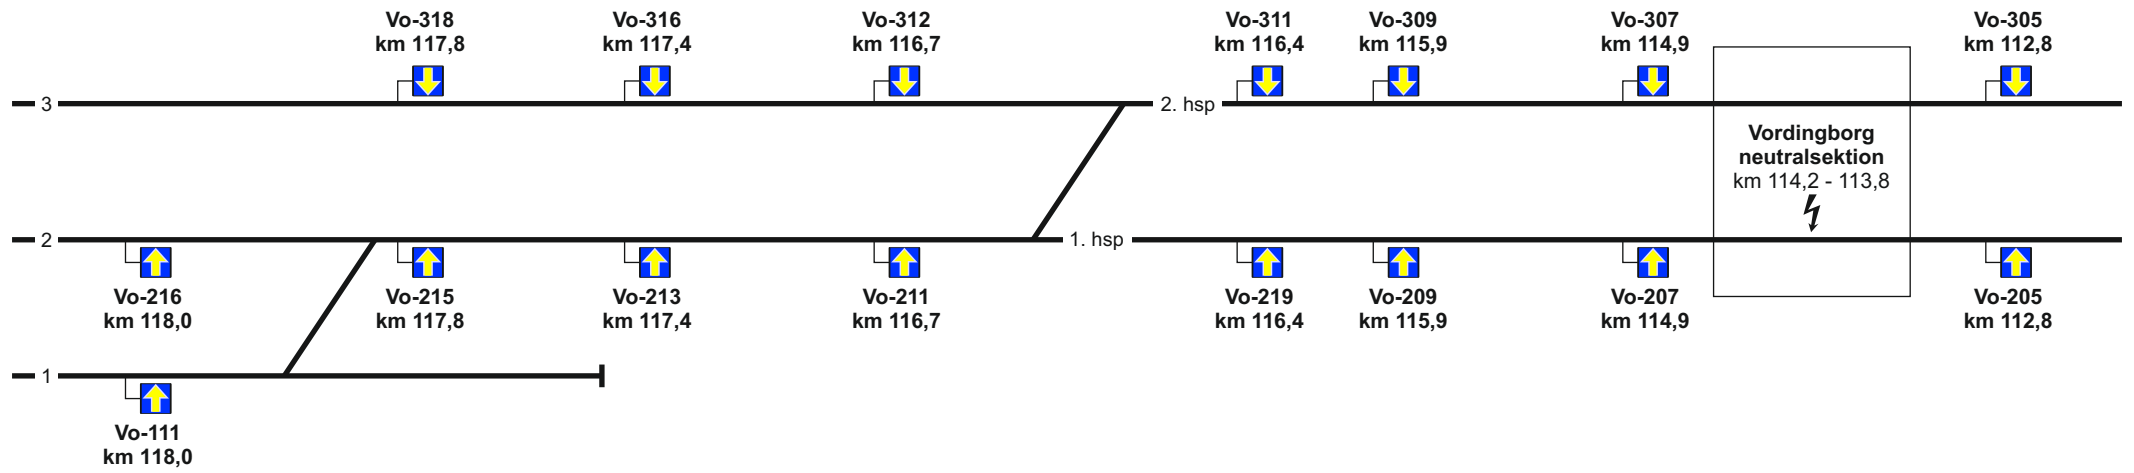 Vo-318
km 117,8
Vo-316
km 117,4
Vo-312
km 116,7
Vo-311
km 116,4
Vo-309
km 115,9
Vo-307
km 114,9
Vo-305
km 112,8
3
2. hsp
Vordingborg
neutralsektion
km 114,2 - 113,8
2
1. hsp
Vo-216
km 118,0
Vo-215
km 117,8
Vo-213
km 117,4
Vo-211
km 116,7
Vo-219
km 116,4
Vo-209
km 115,9
Vo-207
km 114,9
Vo-205
km 112,8
1
Vo-111
km 118,0